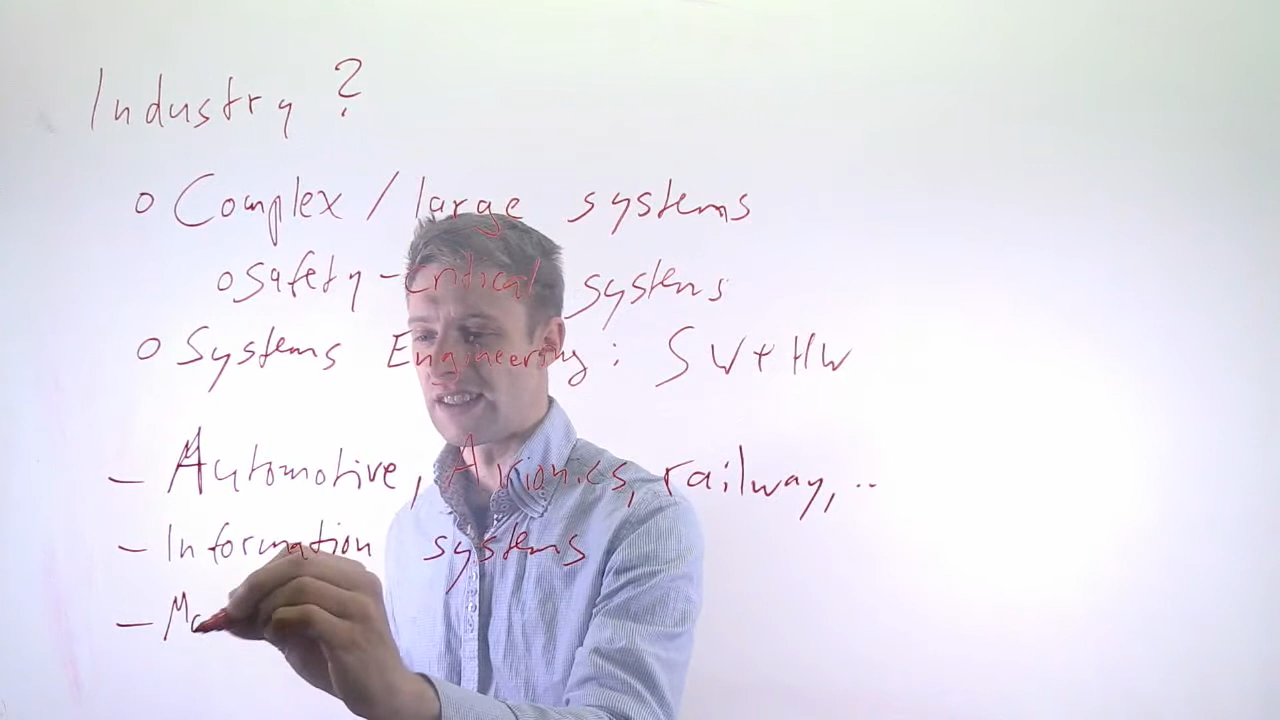 Industry ?
o Complex / large systems
o Safety-critical systems
o Systems Engineering : SW+HW
- Automotive, Avionics, railway, ..
- Information systems
-